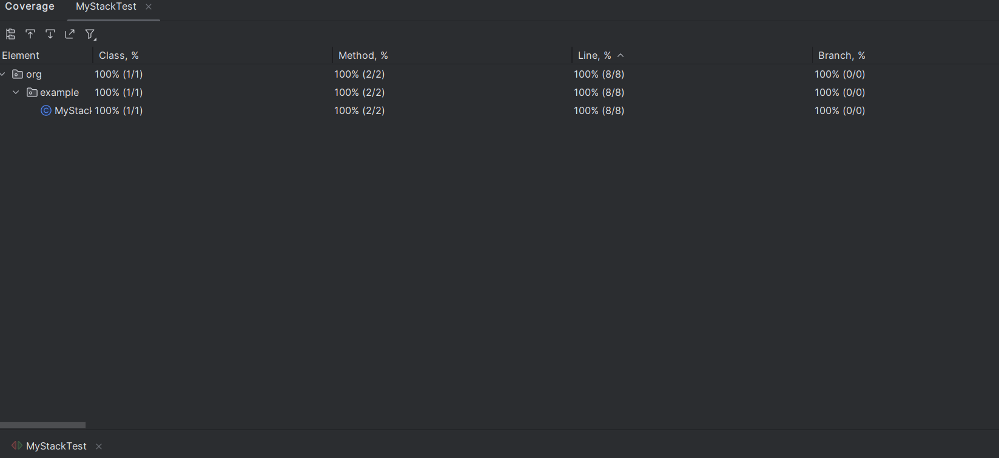 Coverage MyStackTest
Element Class, % Method, % Line, % Branch, %
org 100% (1/1) 100% (2/2) 100% (8/8) 100% (0/0)
example 100% (1/1) 100% (2/2) 100% (8/8) 100% (0/0)
C MyStack 100% (1/1) 100% (2/2) 100% (8/8) 100% (0/0)
MyStackTest